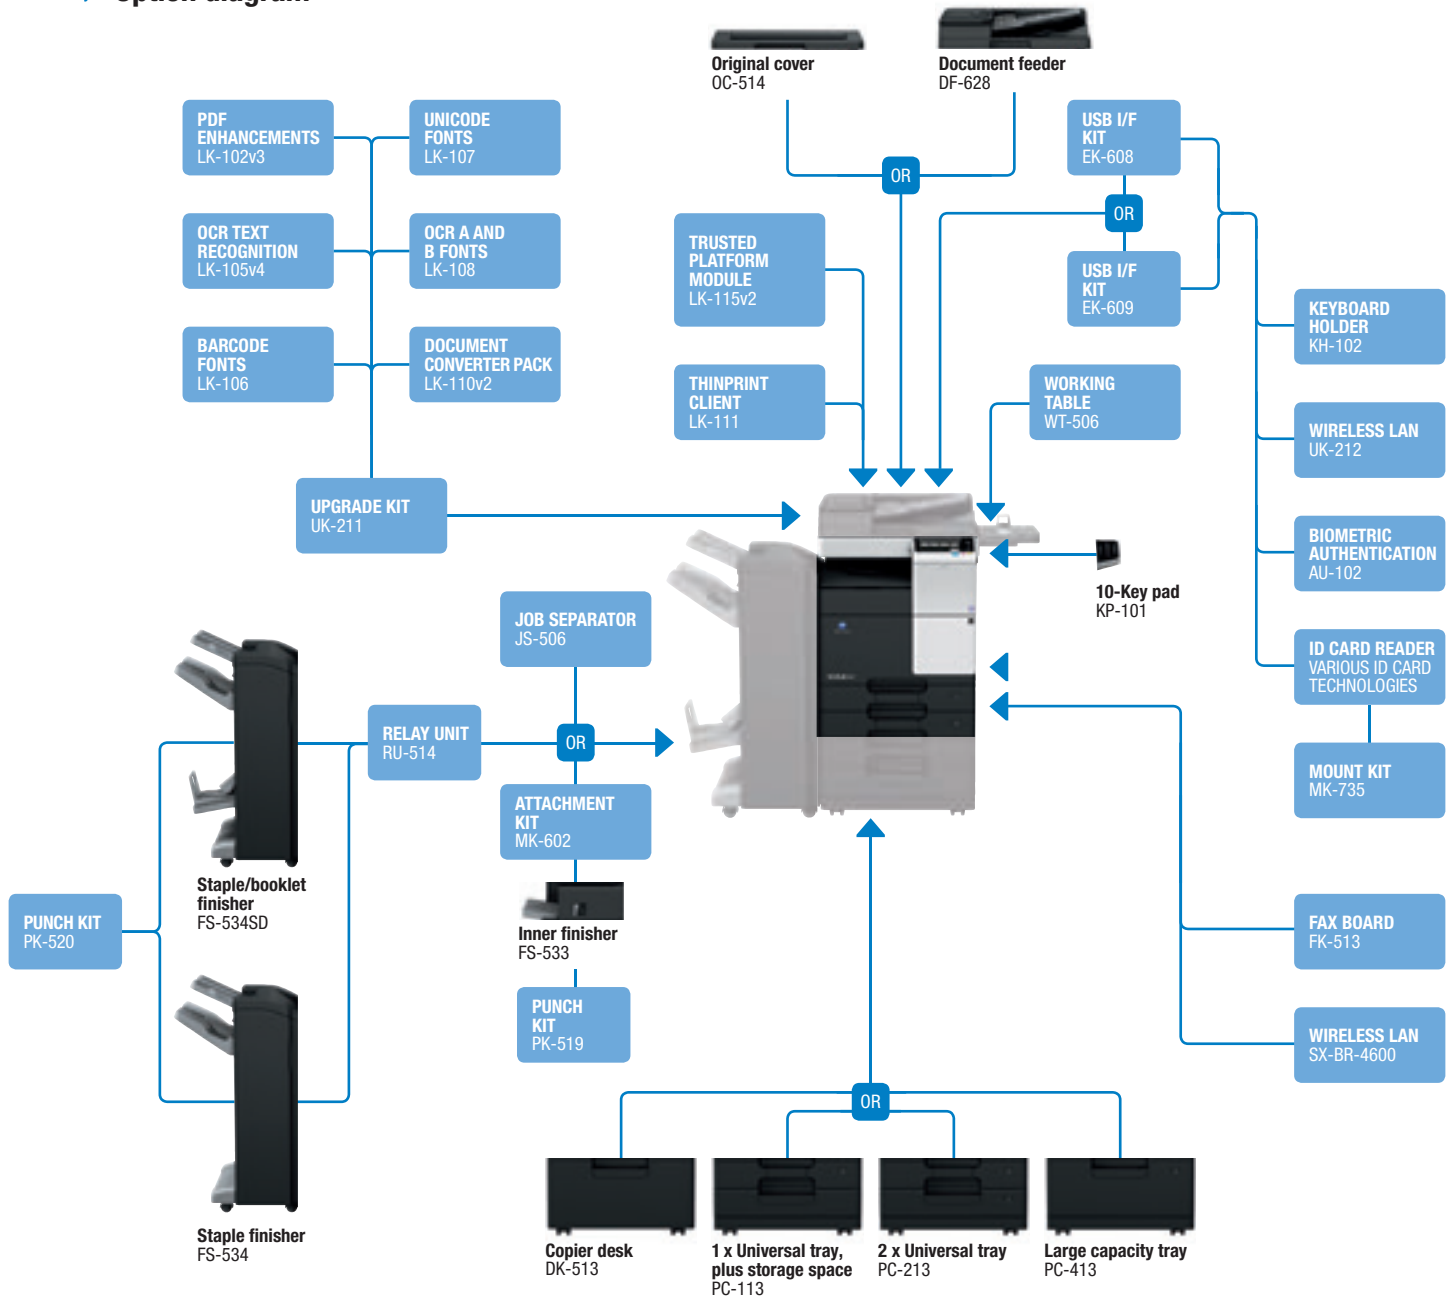 Option diagram
Original cover
OC-514
Document feeder
DF-628
PDF
ENHANCEMENTS
LK-102v3
UNICODE
FONTS
LK-107
USB I/F
KIT
EK-608
OR
OR
OCR TEXT
RECOGNITION
LK-105v4
OCR A AND
B FONTS
LK-108
TRUSTED
PLATFORM
MODULE
LK-115v2
USB I/F
KIT
EK-609
KEYBOARD
HOLDER
KH-102
BARCODE
FONTS
LK-106
DOCUMENT
CONVERTER PACK
LK-110v2
THINPRINT
CLIENT
LK-111
WORKING
TABLE
WT-506
WIRELESS LAN
UK-212
UPGRADE KIT
UK-211
BIOMETRIC
AUTHENTICATION
AU-102
10-Key pad
KP-101
JOB SEPARATOR
JS-506
ID CARD READER
VARIOUS ID CARD
TECHNOLOGIES
RELAY UNIT
RU-514
OR
MOUNT KIT
MK-735
ATTACHMENT
KIT
MK-602
Staple/booklet
finisher
FS-534SD
PUNCH KIT
PK-520
Inner finisher
FS-533
FAX BOARD
FK-513
PUNCH
KIT
PK-519
WIRELESS LAN
SX-BR-4600
OR
Staple finisher
FS-534
Copier desk
DK-513
1 x Universal tray,
plus storage space
PC-113
2 x Universal tray
PC-213
Large capacity tray
PC-413